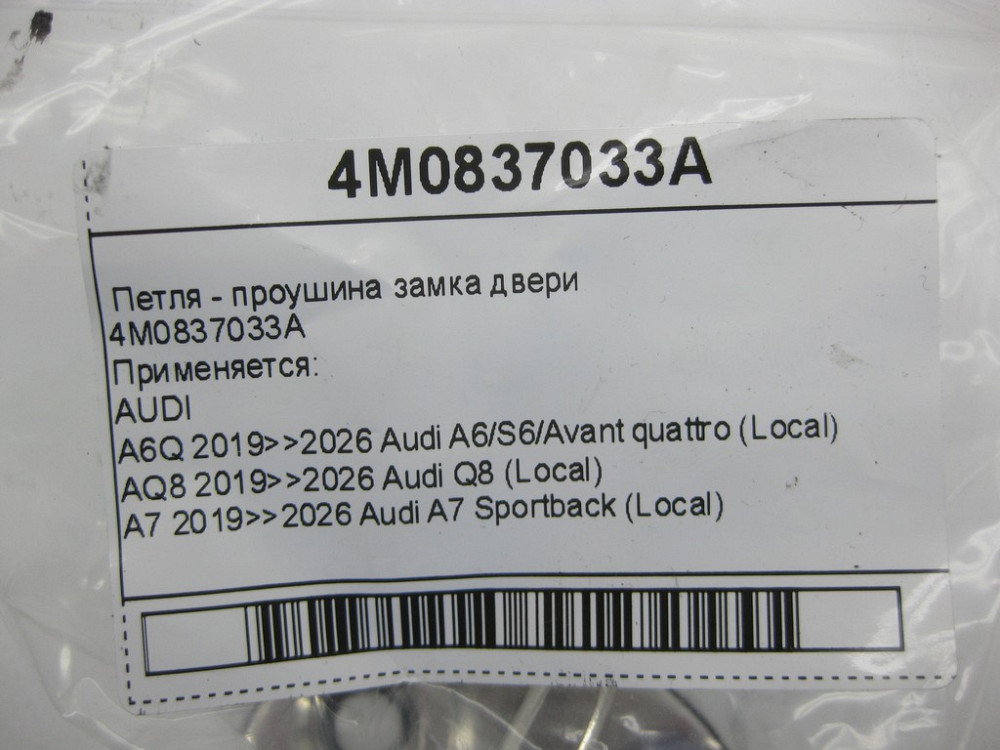 4M0837033A
Петля - проушина замка двери
4M0837033A
Применяется:
AUDI
A6Q 2019>>2026 Audi A6/S6/Avant quattro (Local)
AQ8 2019>>2026 Audi Q8 (Local)
A7 2019>>2026 Audi A7 Sportback (Local)